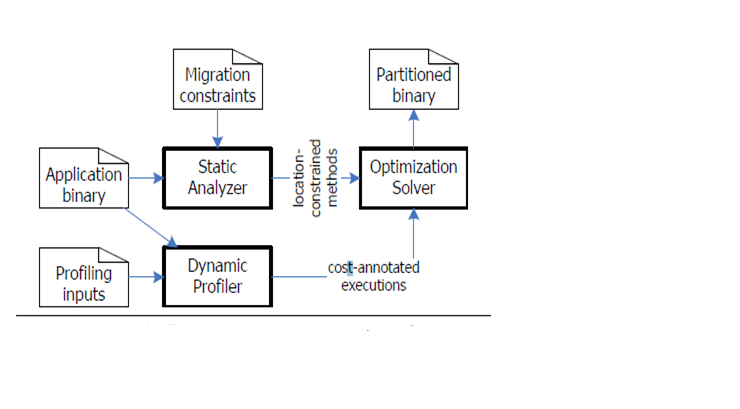 Migration
constraints
Partitioned
binary
Application
binary
Static
Analyzer
location-
constrained
methods
Optimization
Solver
Profiling
inputs
Dynamic
Profiler
cost-annotated
executions